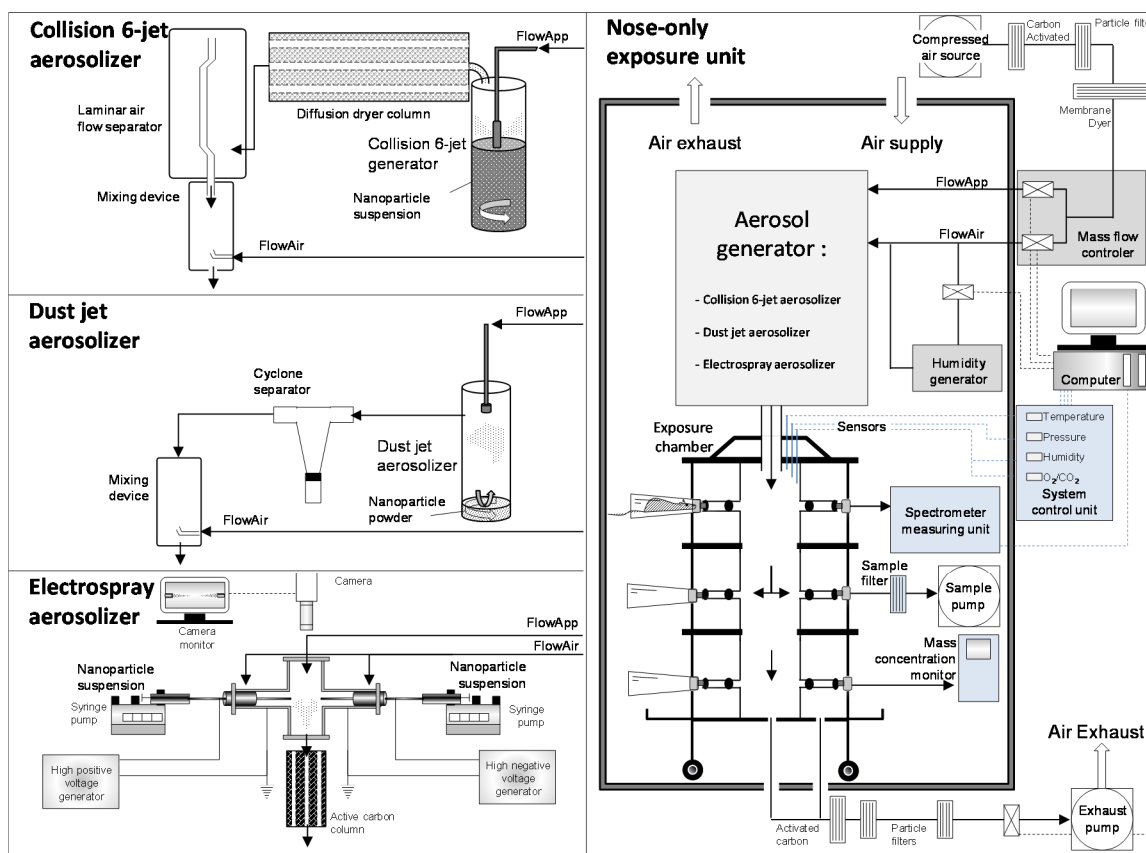 Collision 6-jet
aerosolizer
FlowApp
Laminar air
flow separator
Diffusion dryer column
Collision 6-jet
generator
Mixing device
Nanoparticle
suspension
FlowAir
Dust jet
aerosolizer
FlowApp
Cyclone
separator
Dust jet
aerosolizer
Mixing
device
Nanoparticle
powder
FlowAir
Electrospray
aerosolizer
Camera
Camera
monitor
FlowApp
FlowAir
Nanoparticle
suspension
Nanoparticle
suspension
Syringe
pump
Syringe
pump
High positive
voltage
generator
High negative
voltage
generator
Active carbon
column
Nose-only
exposure unit
Compressed
air source
Carbon
Activated
Particle filte
Membrane
Dyer
Air exhaust
Air supply
FlowApp
Aerosol
generator :
FlowAir
Mass flow
controler
- Collision 6-jet aerosolizer
- Dust jet aerosolizer
- Electrospray aerosolizer
Humidity
generator
Computer
Exposure
chamber
Sensors
Temperature
Pressure
Humidity
O2/CO2
System
control unit
Spectrometer
measuring unit
Sample
filter
Sample
pump
Mass
concentration
monitor
Air Exhaust
Activated
carbon
Particle
filters
Exhaust
pump